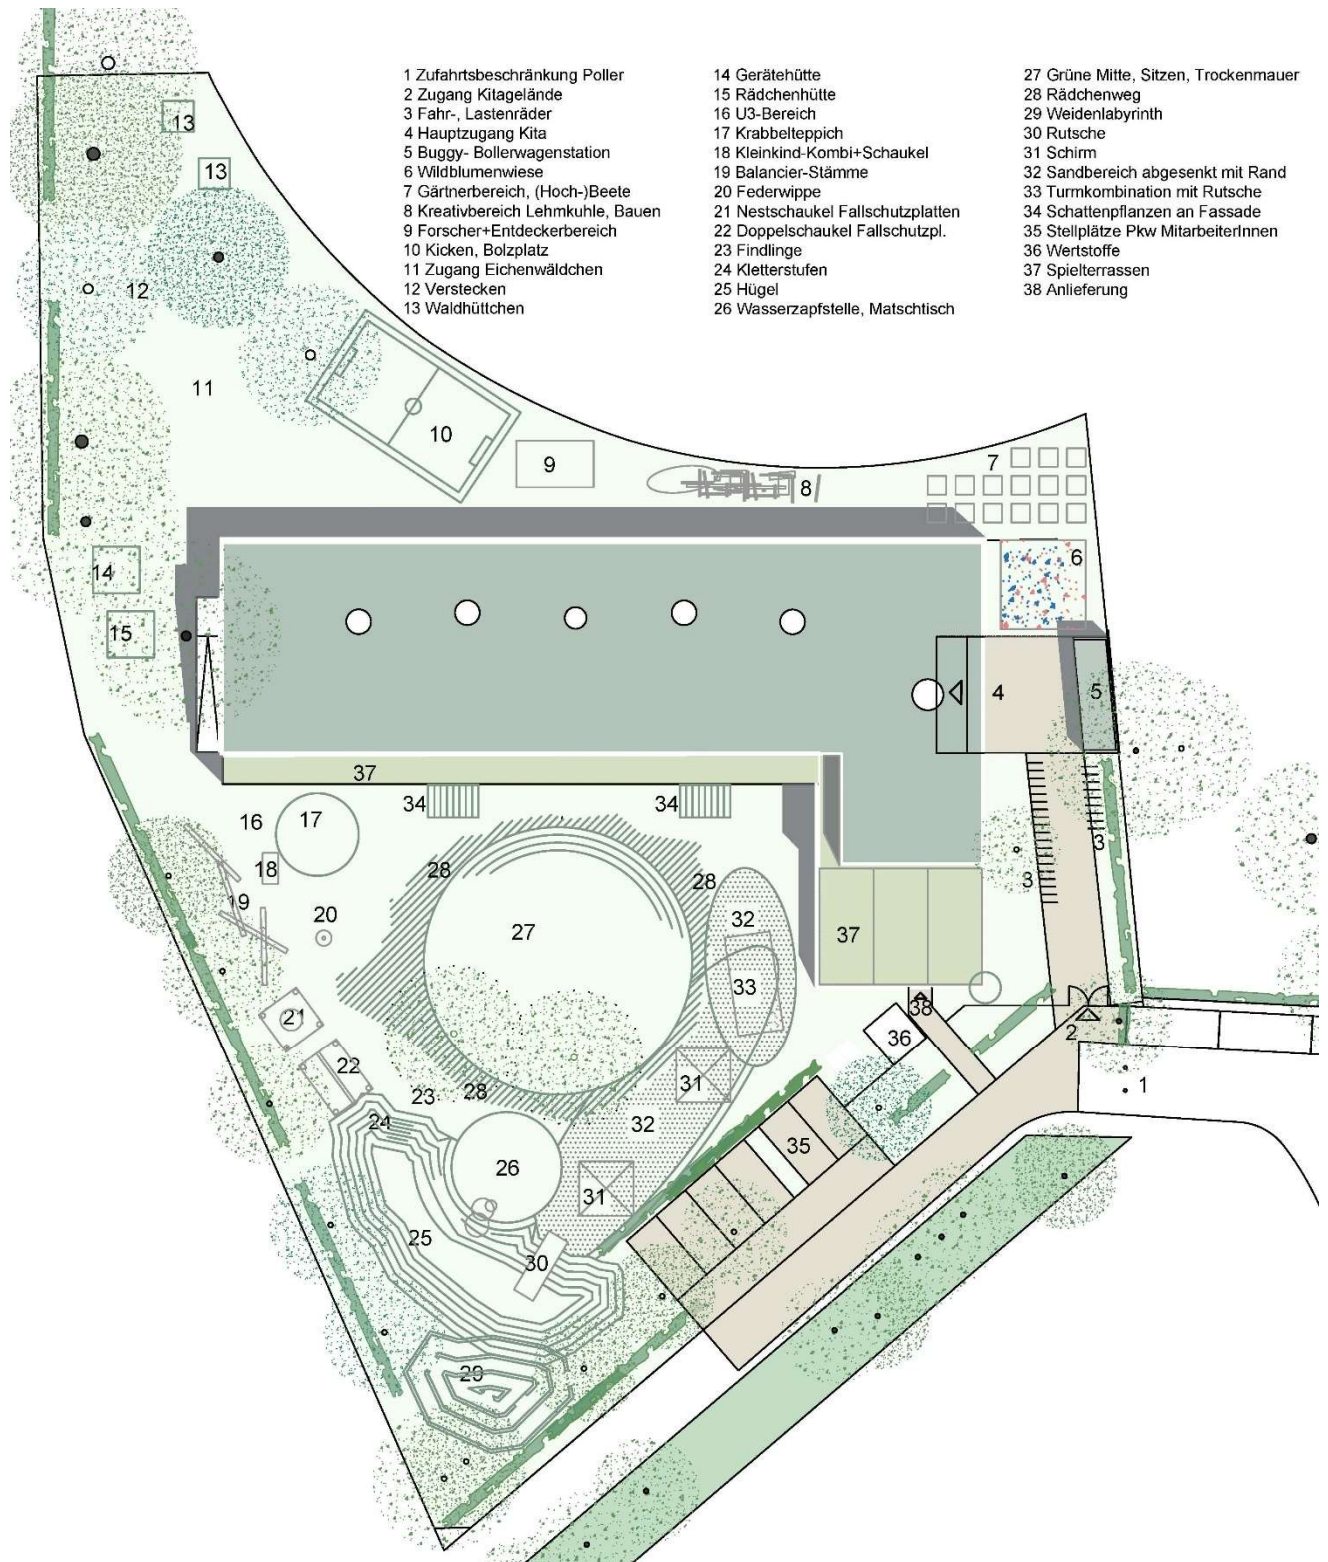 1 Zufahrtsbeschränkung Poller
2 Zugang Kitagelände
3 Fahr-, Lastenräder
4 Hauptzugang Kita
5 Buggy- Bollerwagenstation
6 Wildblumenwiese
7 Gärtnerbereich, (Hoch-)Beete
8 Kreativbereich Lehmkuhle, Bauen
9 Forscher+Entdeckerbereich
10 Kicken, Bolzplatz
11 Zugang Eichenwäldchen
12 Verstecken
13 Waldhüttchen
14 Gerätehütte
15 Rädchenhütte
16 U3-Bereich
17 Krabbelteppich
18 Kleinkind-Kombi+Schaukel
19 Balancier-Stämme
20 Federwippe
21 Nestschaukel Fallschutzplatten
22 Doppelschaukel Fallschutzpl.
23 Findlinge
24 Kletterstufen
25 Hügel
26 Wasserzapfstelle, Matschtisch
27 Grüne Mitte, Sitzen, Trockenmauer
28 Rädchenweg
29 Weidenlabyrinth
30 Rutsche
31 Schirm
32 Sandbereich abgesenkt mit Rand
33 Turmkombination mit Rutsche
34 Schattenpflanzen an Fassade
35 Stellplätze Pkw MitarbeiterInnen
36 Wertstoffe
37 Spielterrassen
38 Anlieferung
13
13
12
11
10
9
8
7
6
14
15
4
5
37
34
34
16
17
3
18
28
28
3
19
20
32
27
37
33
21
38
36
2
22
31
1
23
28
24
32
35
26
31
25
30
29